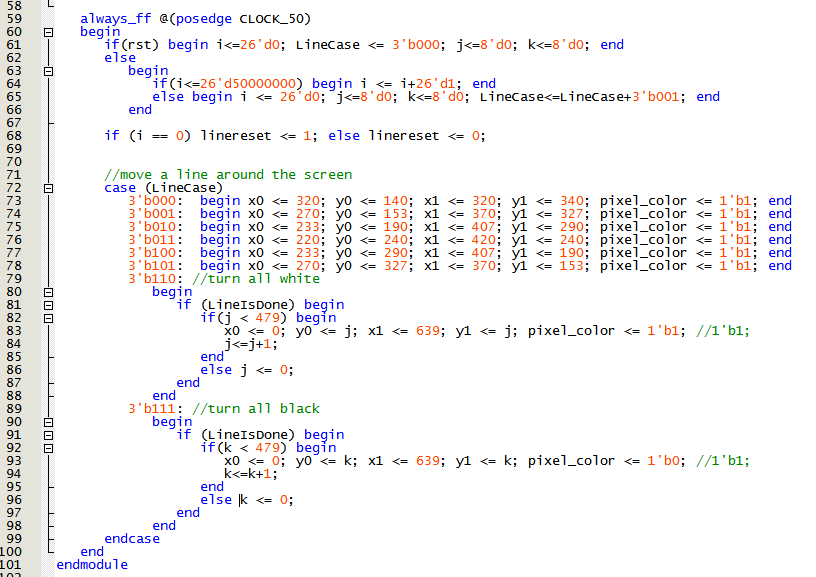 58
59 always_ff @(posedge CLOCK_50)
60 begin
61 if(rst) begin i<=26'd0; LineCase <= 3'b000; j<=8'd0; k<=8'd0; end
62 else
63 begin
64 if(i<=26'd50000000) begin i <= i+26'd1; end
65 else begin i <= 26'd0; j<=8'd0; k<=8'd0; LineCase<=LineCase+3'b001; end
66 end
67
68 if (i == 0) linereset <= 1; else linereset <= 0;
69
70
71 //move a line around the screen
72 case (LineCase)
73 3'b000: begin x0 <= 320; y0 <= 140; x1 <= 320; y1 <= 340; pixel_color <= 1'b1; end
74 3'b001: begin x0 <= 270; y0 <= 153; x1 <= 370; y1 <= 327; pixel_color <= 1'b1; end
75 3'b010: begin x0 <= 233; y0 <= 190; x1 <= 407; y1 <= 290; pixel_color <= 1'b1; end
76 3'b011: begin x0 <= 220; y0 <= 240; x1 <= 420; y1 <= 240; pixel_color <= 1'b1; end
77 3'b100: begin x0 <= 233; y0 <= 290; x1 <= 407; y1 <= 190; pixel_color <= 1'b1; end
78 3'b101: begin x0 <= 270; y0 <= 327; x1 <= 370; y1 <= 153; pixel_color <= 1'b1; end
79 3'b110: //turn all white
80 begin
81 if (LineIsDone) begin
82 if(j < 479) begin
83 x0 <= 0; y0 <= j; x1 <= 639; y1 <= j; pixel_color <= 1'b1; //1'b1;
84 j<=j+1;
85 end
86 else j <= 0;
87 end
88 end
89 3'b111: //turn all black
90 begin
91 if (LineIsDone) begin
92 if(k < 479) begin
93 x0 <= 0; y0 <= k; x1 <= 639; y1 <= k; pixel_color <= 1'b0; //1'b1;
94 k<=k+1;
95 end
96 else k <= 0;
97 end
98 end
99 endcase
100 end
101 endmodule